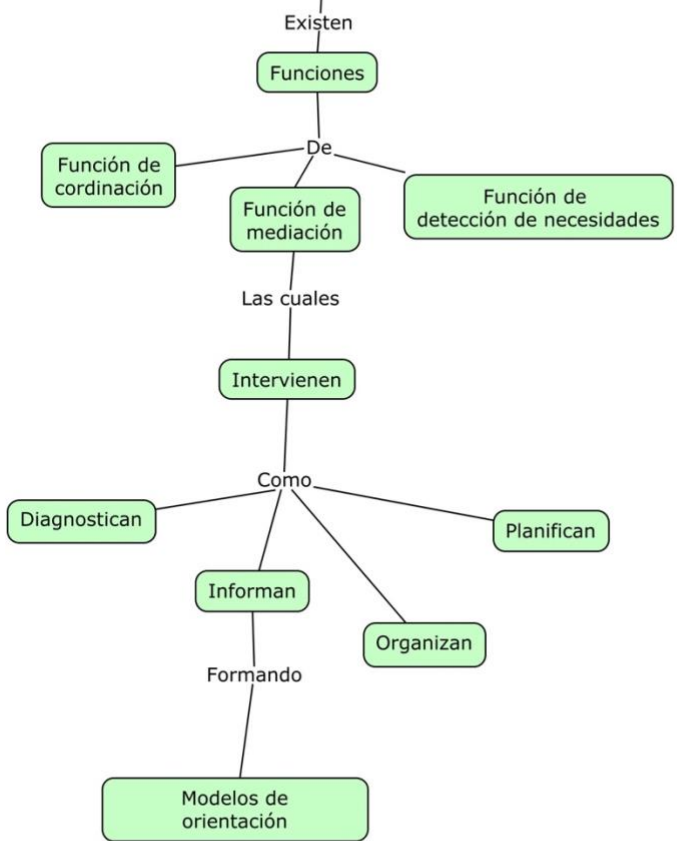 Existen
Funciones
De
Función de
cordinación
Función de
mediación
Función de
detección de necesidades
Las cuales
Intervienen
Como
Diagnostican
Planifican
Informan
Organizan
Formando
Modelos de
orientación